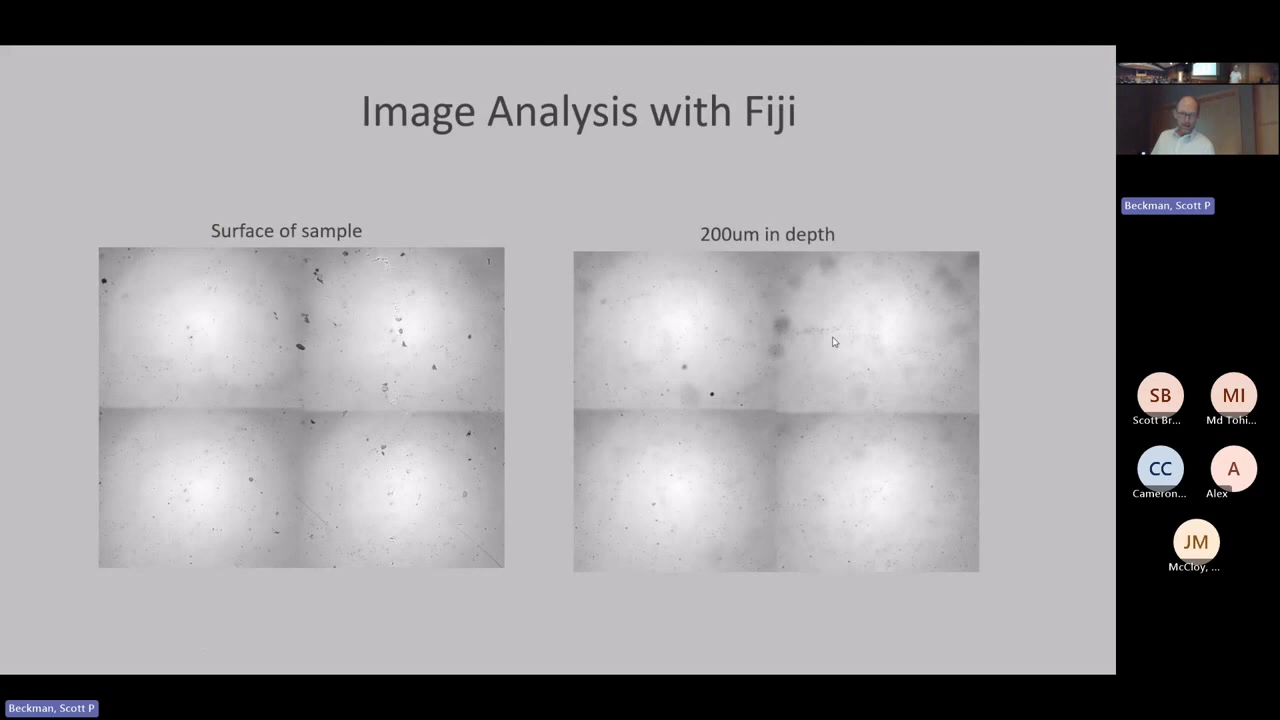 Image Analysis with Fiji
Surface of sample
200um in depth
Beckman, Scott P
SB
Scott Br...
MI
Md Tohi...
CC
Cameron...
A
Alex
JM
McCloy, ...
Beckman, Scott P